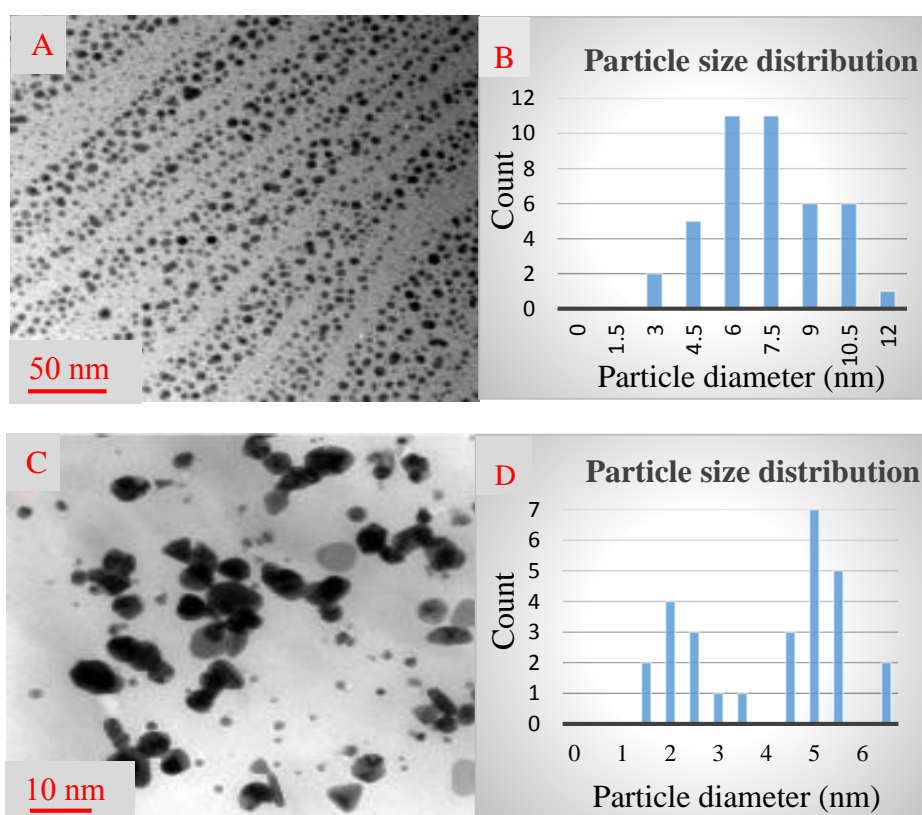 A
50 nm
B
Particle size distribution
12
10
8
6
4
2
0
Count
0 1.5 3 4.5 6 7.5 9 10.5 12
Particle diameter (nm)
C
10 nm
D
Particle size distribution
7
6
5
4
3
2
1
0
Count
0 1 2 3 4 5 6
Particle diameter (nm)